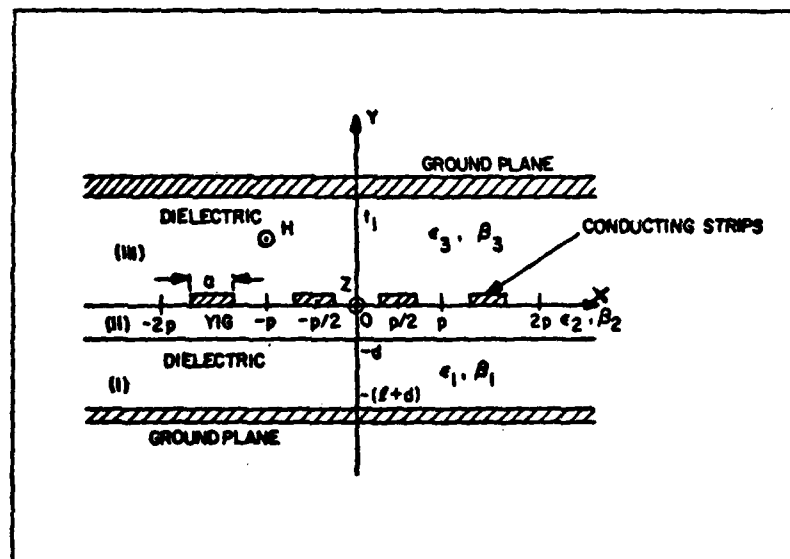 Y
GROUND PLANE
DIELECTRIC
t₁
H
ϵ₃, β₃
CONDUCTING STRIPS
(iii)
a
Z
X
(ii) -2p YIG -p -p/2 0 p/2 p 2p ϵ₂, β₂
DIELECTRIC
-d
(i)
ϵ₁, β₁
-(ℓ+d)
GROUND PLANE